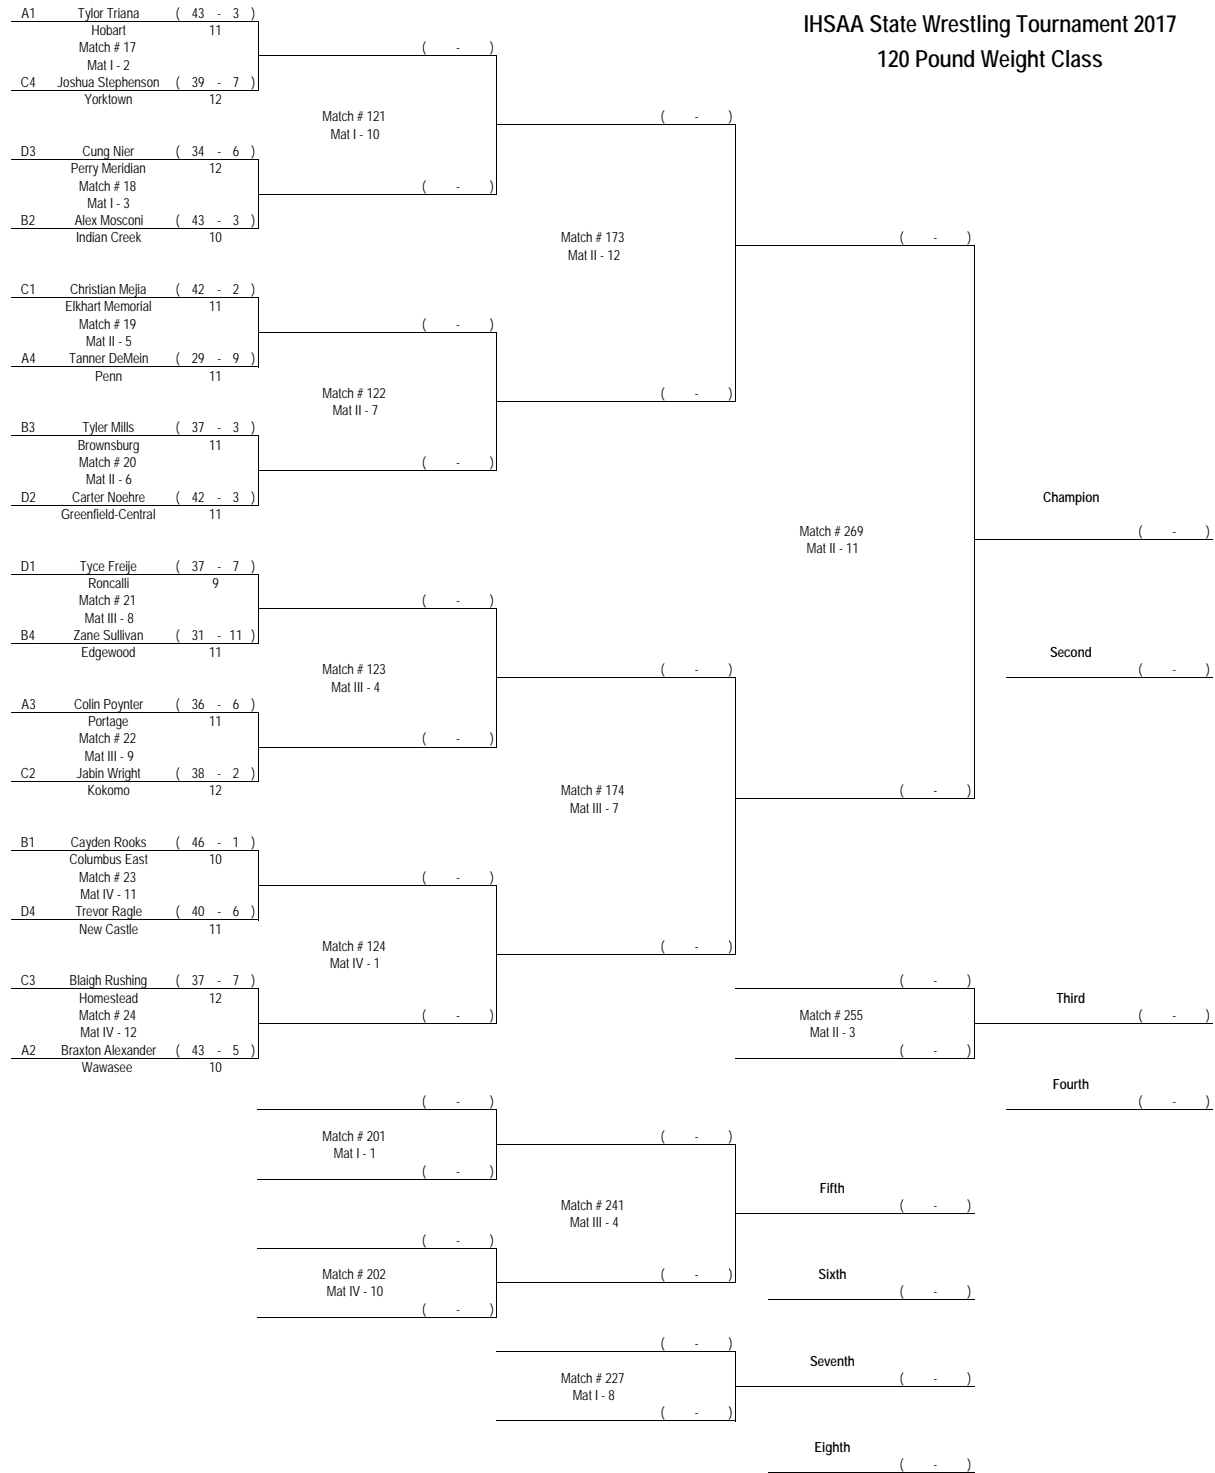 IHSAA State Wrestling Tournament 2017
120 Pound Weight Class
A1 Tylor Triana ( 43 - 3 )
Hobart 11
Match # 17
Mat I - 2
C4 Joshua Stephenson ( 39 - 7 )
Yorktown 12
D3 Cung Nier ( 34 - 6 )
Perry Meridian 12
Match # 18
Mat I - 3
B2 Alex Mosconi ( 43 - 3 )
Indian Creek 10
C1 Christian Mejia ( 42 - 2 )
Elkhart Memorial 11
Match # 19
Mat II - 5
A4 Tanner DeMein ( 29 - 9 )
Penn 11
B3 Tyler Mills ( 37 - 3 )
Brownsburg 11
Match # 20
Mat II - 6
D2 Carter Noehre ( 42 - 3 )
Greenfield-Central 11
D1 Tyce Freije ( 37 - 7 )
Roncalli 9
Match # 21
Mat III - 8
B4 Zane Sullivan ( 31 - 11 )
Edgewood 11
A3 Colin Poynter ( 36 - 6 )
Portage 11
Match # 22
Mat III - 9
C2 Jabin Wright ( 38 - 2 )
Kokomo 12
B1 Cayden Rooks ( 46 - 1 )
Columbus East 10
Match # 23
Mat IV - 11
D4 Trevor Ragle ( 40 - 6 )
New Castle 11
C3 Blaigh Rushing ( 37 - 7 )
Homestead 12
Match # 24
Mat IV - 12
A2 Braxton Alexander ( 43 - 5 )
Wawasee 10
( - )
Match # 121
Mat I - 10
( - )
( - )
Match # 122
Mat II - 7
( - )
( - )
Match # 123
Mat III - 4
( - )
( - )
Match # 124
Mat IV - 1
( - )
( - )
Match # 201
Mat I - 1
( - )
( - )
Match # 202
Mat IV - 10
( - )
( - )
Match # 173
Mat II - 12
( - )
( - )
Match # 174
Mat III - 7
( - )
( - )
Match # 241
Mat III - 4
( - )
( - )
Match # 227
Mat I - 8
( - )
( - )
Match # 269
Mat II - 11
( - )
( - )
Match # 255
Mat II - 3
( - )
Fifth
( - )
Sixth
( - )
Seventh
( - )
Eighth
( - )
Champion
( - )
Second
( - )
Third
( - )
Fourth
( - )